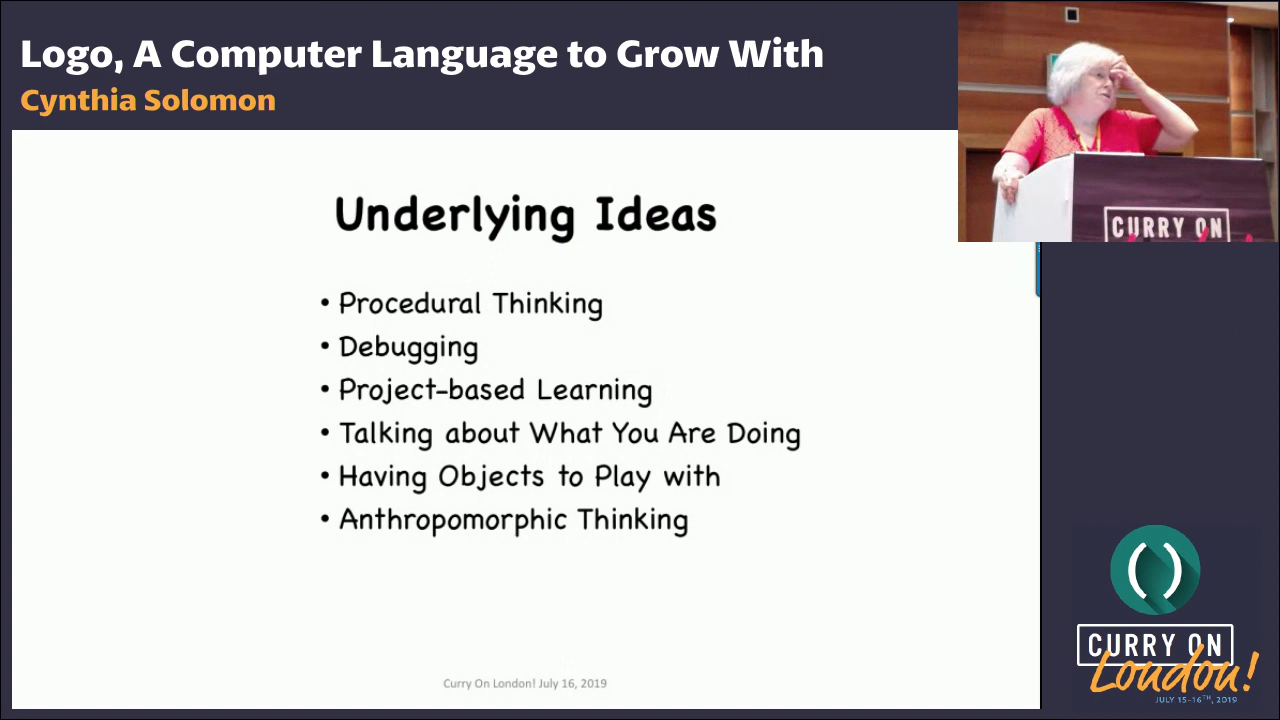 Logo, A Computer Language to Grow With
Cynthia Solomon
CURRY ON
Underlying Ideas
• Procedural Thinking
• Debugging
• Project-based Learning
• Talking about What You Are Doing
• Having Objects to Play with
• Anthropomorphic Thinking
Curry On London! July 16, 2019
( )
CURRY ON
London!
JULY 15-16TH, 2019